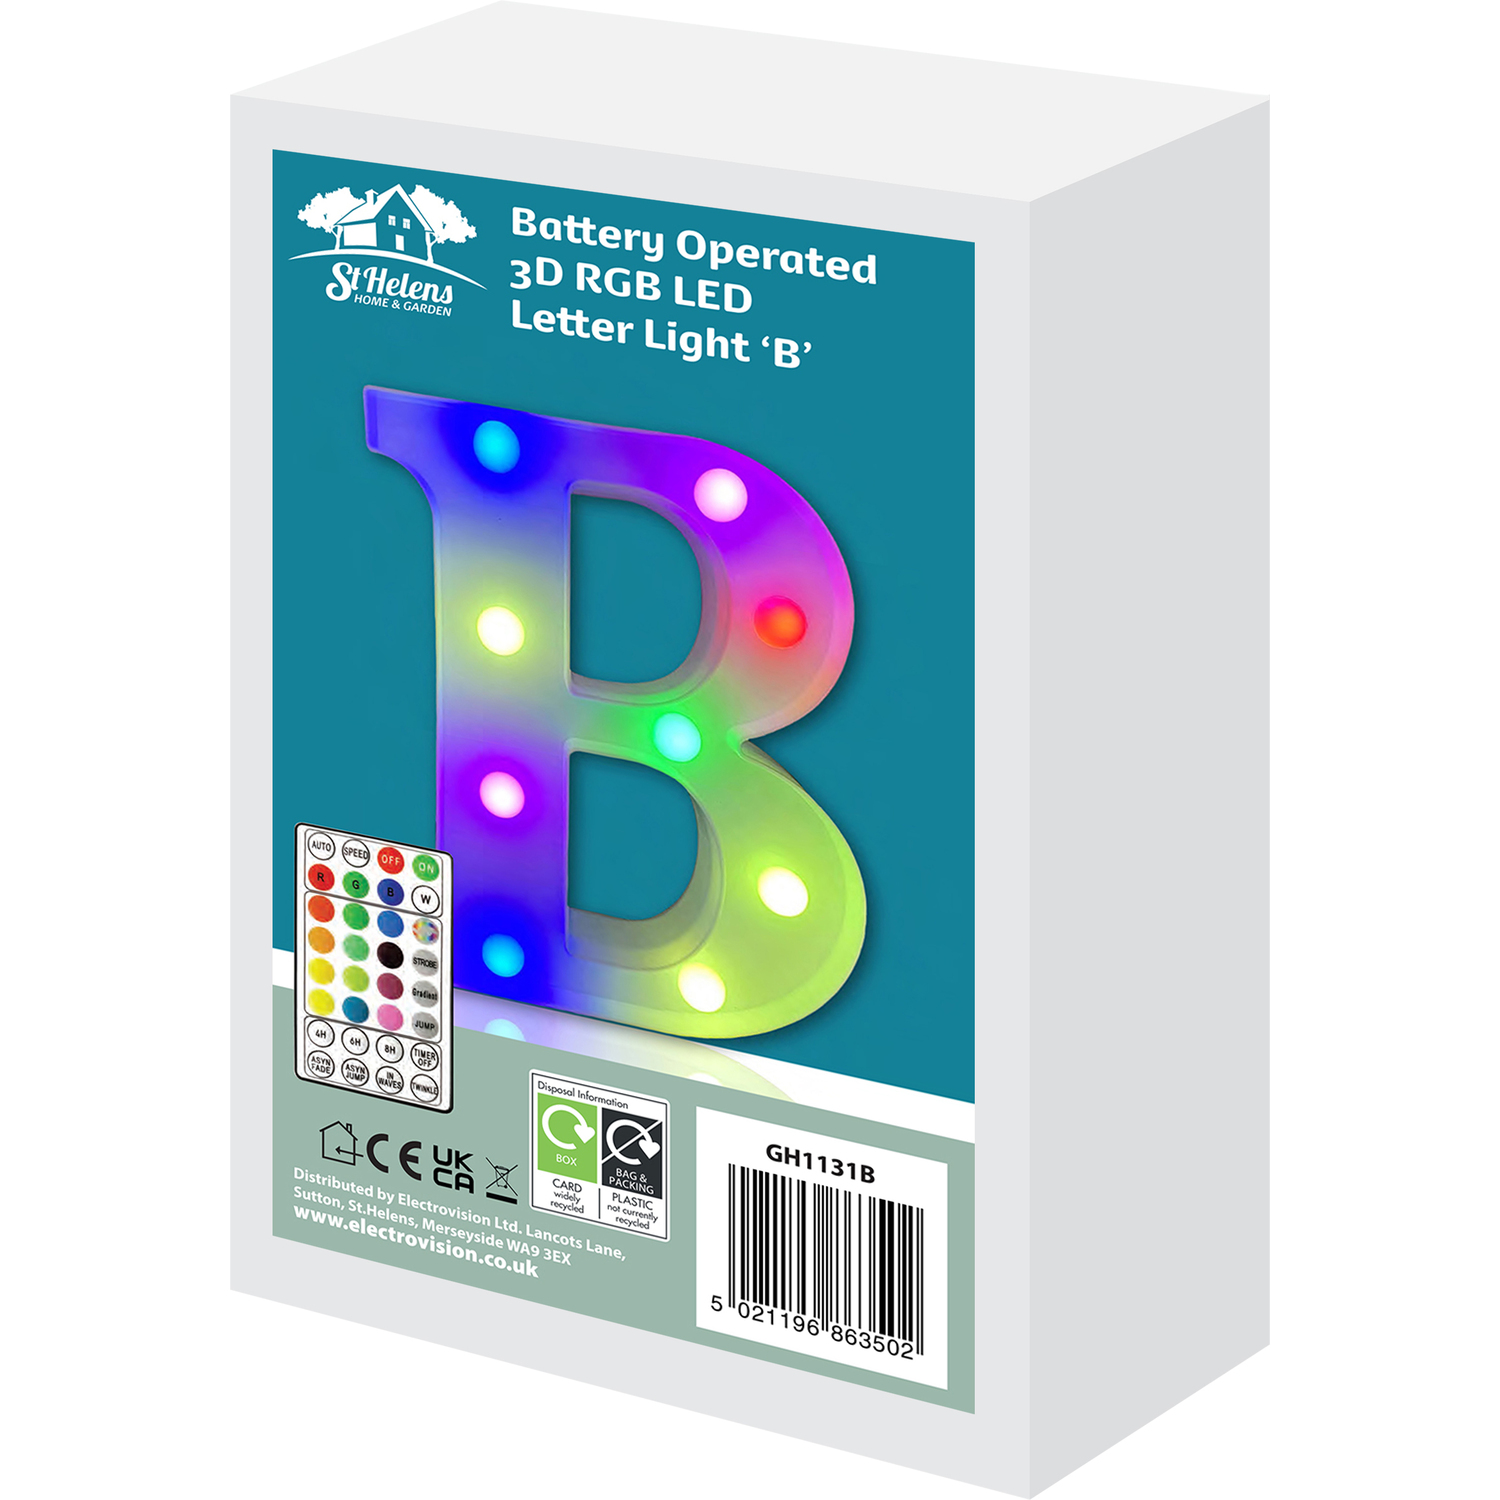 St Helens
HOME & GARDEN
Battery Operated
3D RGB LED
Letter Light ‘B’
AUTO SPEED OFF ON
R G B W
STROBE
Gradient
JUMP
4H 6H 8H TIMER OFF
ASYN FADE ASYN JUMP IN WAVES TWINKLE
CE UK CA
Distributed by Electrovision Ltd. Lancots Lane,
Sutton, St.Helens, Merseyside WA9 3EX
www.electrovision.co.uk
Disposal Information
BOX
CARD
widely
recycled
BAG &
PACKING
PLASTIC
not currently
recycled
GH1131B
5 021196 863502